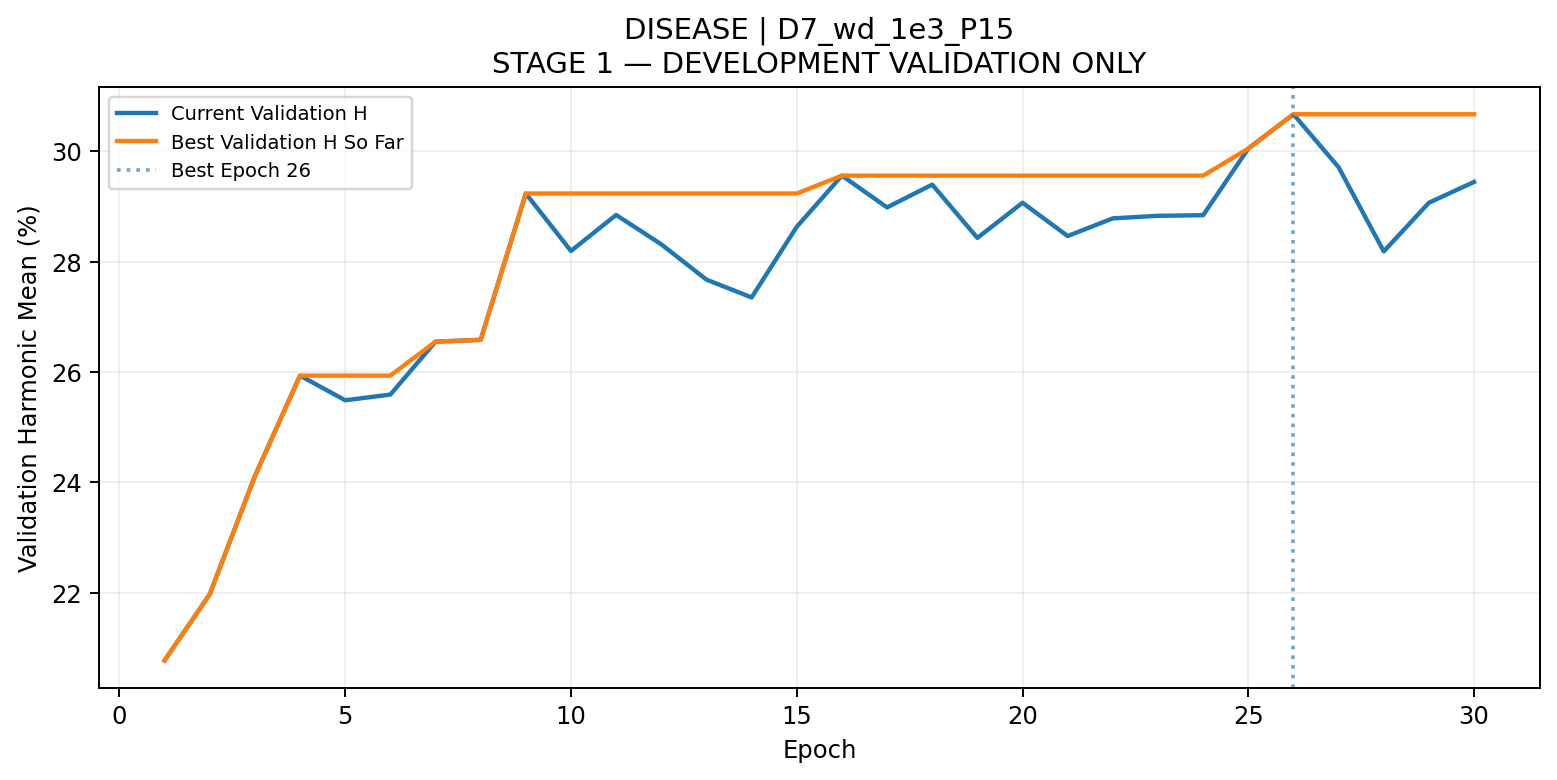 DISEASE | D7_wd_1e3_P15
STAGE 1 — DEVELOPMENT VALIDATION ONLY
Current Validation H
Best Validation H So Far
Best Epoch 26
Validation Harmonic Mean (%)
30
28
26
24
22
0 5 10 15 20 25 30
Epoch